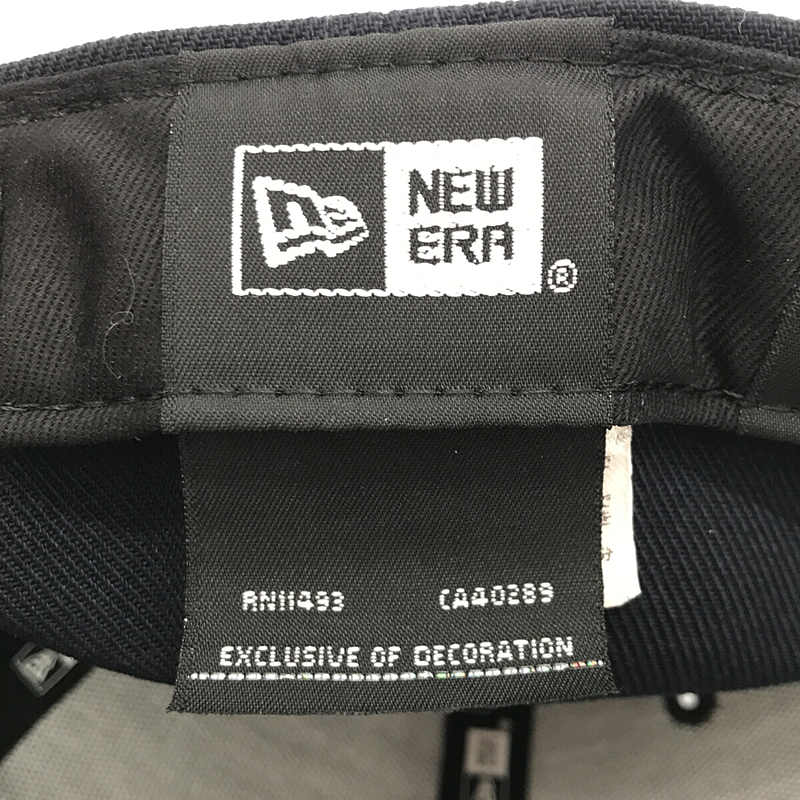 NEW
ERA
®
RN11493 CA40289
EXCLUSIVE OF DECORATION